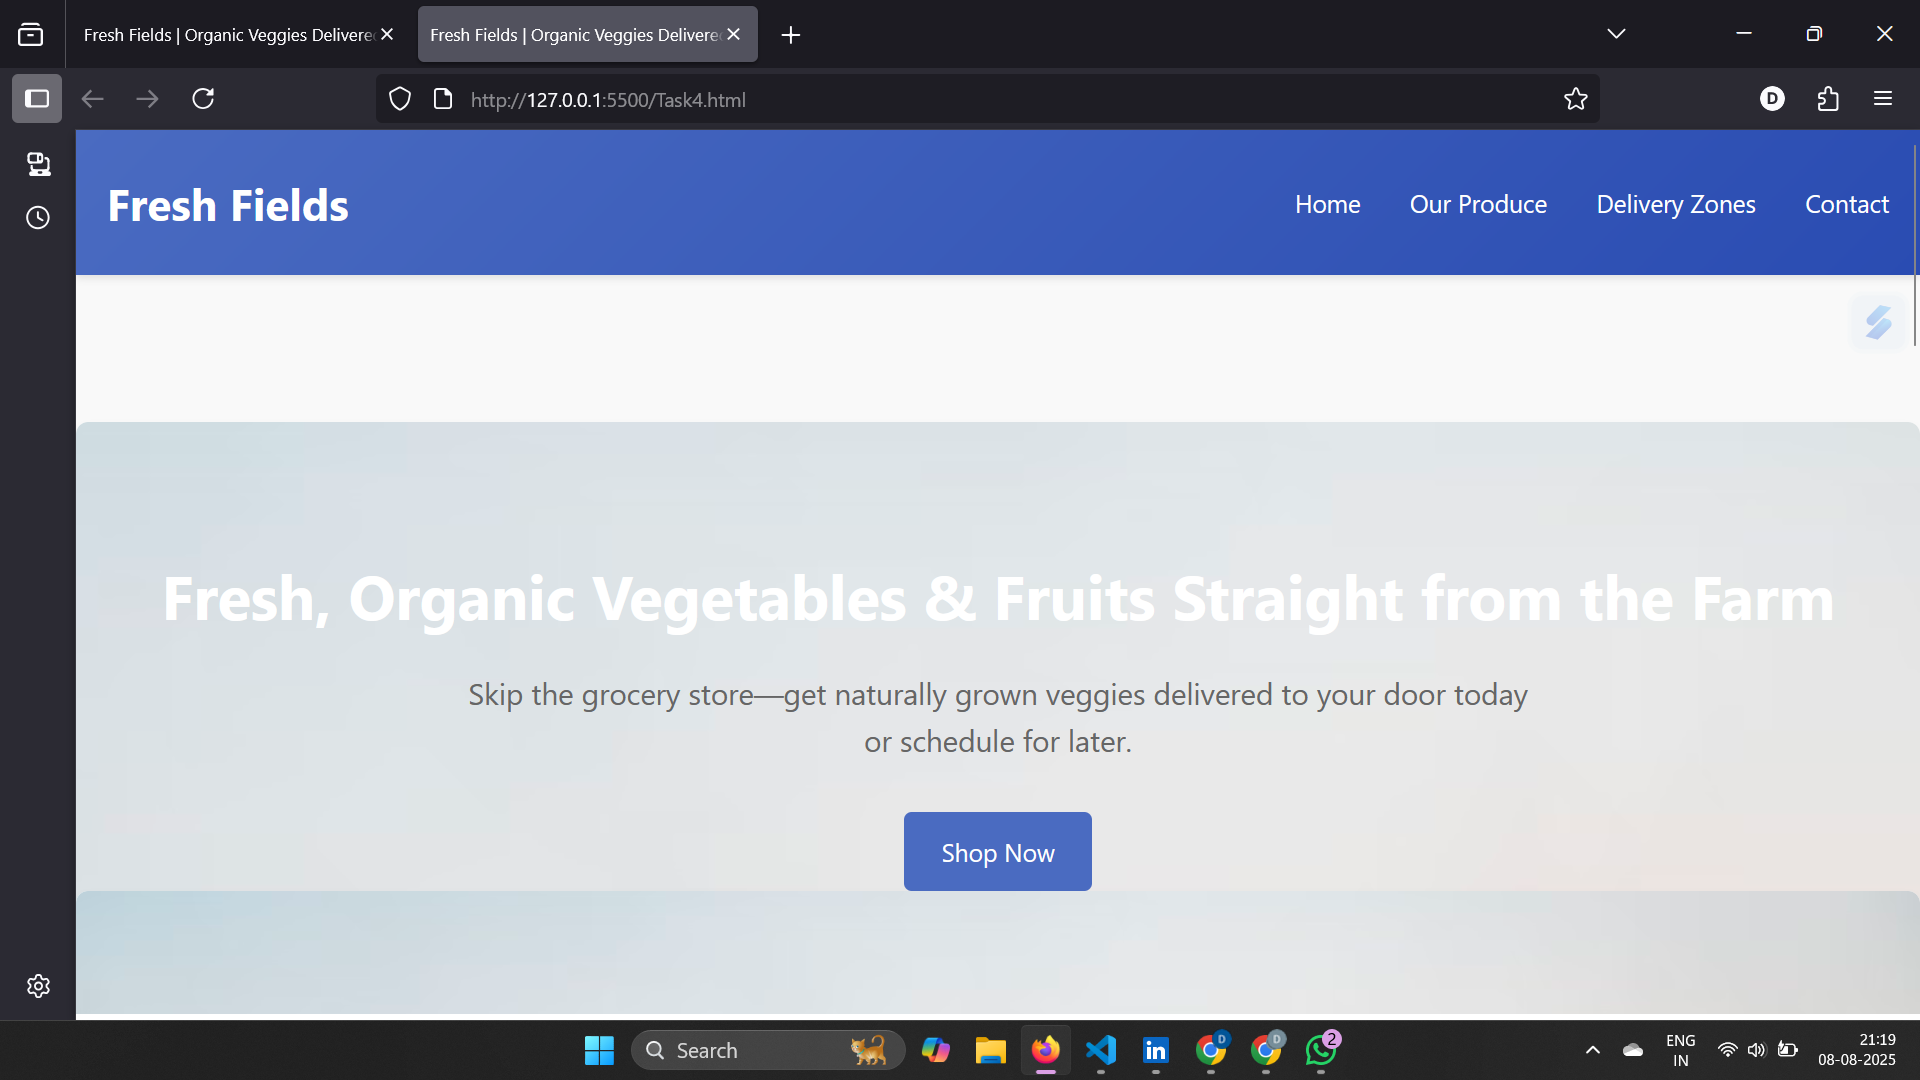 Fresh Fields | Organic Veggies Delivered
Fresh Fields | Organic Veggies Delivered
http://127.0.0.1:5500/Task4.html
D
Fresh Fields
Home
Our Produce
Delivery Zones
Contact
Fresh, Organic Vegetables & Fruits Straight from the Farm
Skip the grocery store—get naturally grown veggies delivered to your door today
or schedule for later.
Shop Now
Search
in
D
D
2
ENG
IN
21:19
08-08-2025